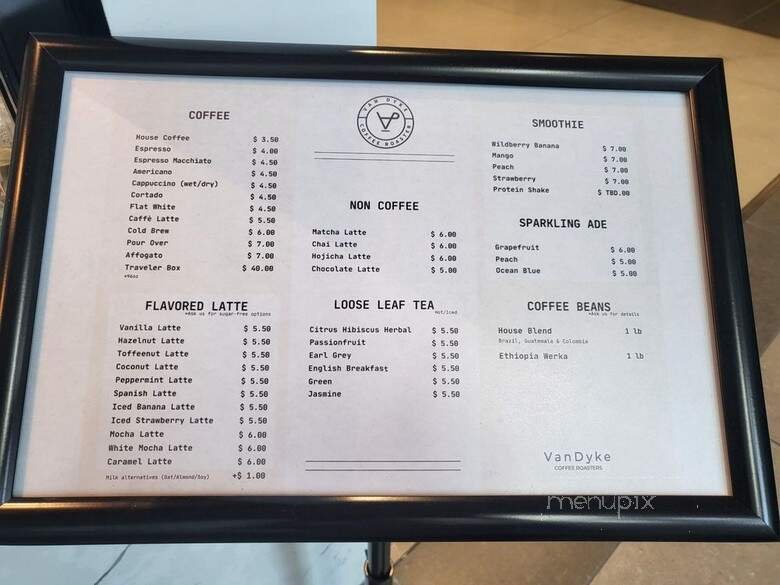 COFFEE
House Coffee $ 3.50
Espresso $ 4.00
Espresso Macchiato $ 4.50
Americano $ 4.50
Cappuccino (wet/dry) $ 4.50
Cortado $ 4.50
Flat White $ 4.50
Caffé Latte $ 5.50
Cold Brew $ 6.00
Pour Over $ 7.00
Affogato $ 7.00
Traveler Box $ 40.00
*96oz
FLAVORED LATTE
*Ask us for sugar-free options
Vanilla Latte $ 5.50
Hazelnut Latte $ 5.50
Toffeenut Latte $ 5.50
Coconut Latte $ 5.50
Peppermint Latte $ 5.50
Spanish Latte $ 5.50
Iced Banana Latte $ 5.50
Iced Strawberry Latte $ 5.50
Mocha Latte $ 6.00
White Mocha Latte $ 6.00
Caramel Latte $ 6.00
Milk alternatives (Oat/Almond/Soy) +$ 1.00
VAN DYKE
COFFEE ROASTER
NON COFFEE
Matcha Latte $ 6.00
Chai Latte $ 6.00
Hojicha Latte $ 6.00
Chocolate Latte $ 5.00
LOOSE LEAF TEA
Hot/Iced
Citrus Hibiscus Herbal $ 5.50
Passionfruit $ 5.50
Earl Grey $ 5.50
English Breakfast $ 5.50
Green $ 5.50
Jasmine $ 5.50
SMOOTHIE
Wildberry Banana $ 7.00
Mango $ 7.00
Peach $ 7.00
Strawberry $ 7.00
Protein Shake $ TBD.00
SPARKLING ADE
Grapefruit $ 6.00
Peach $ 5.00
Ocean Blue $ 5.00
COFFEE BEANS
*Ask us for details
House Blend 1 lb
Brazil, Guatemala & Colombia
Ethiopia Werka 1 lb
VanDyke
COFFEE ROASTERS
menupix